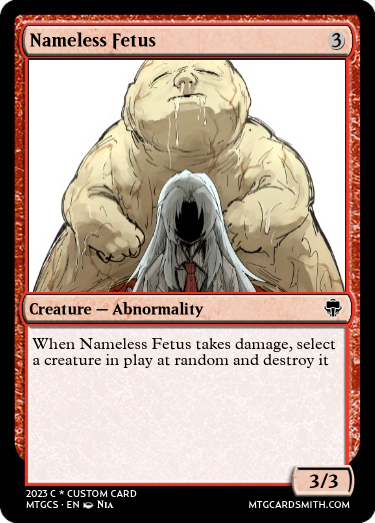 Nameless Fetus 3
Creature — Abnormality
When Nameless Fetus takes damage, select
a creature in play at random and destroy it
3/3
2023 C * CUSTOM CARD
MTGCS • EN NIA
MTGCARDSMITH.COM